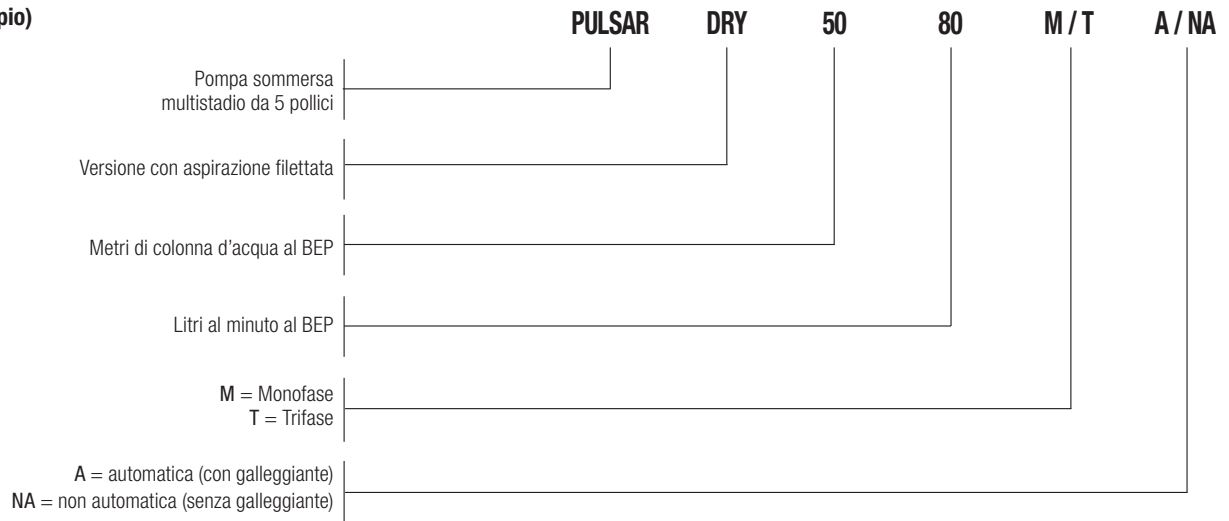 pio)
PULSAR DRY 50 80 M / T A / NA
Pompa sommersa
multistadio da 5 pollici
Versione con aspirazione filettata
Metri di colonna d’acqua al BEP
Litri al minuto al BEP
M = Monofase
T = Trifase
A = automatica (con galleggiante)
NA = non automatica (senza galleggiante)